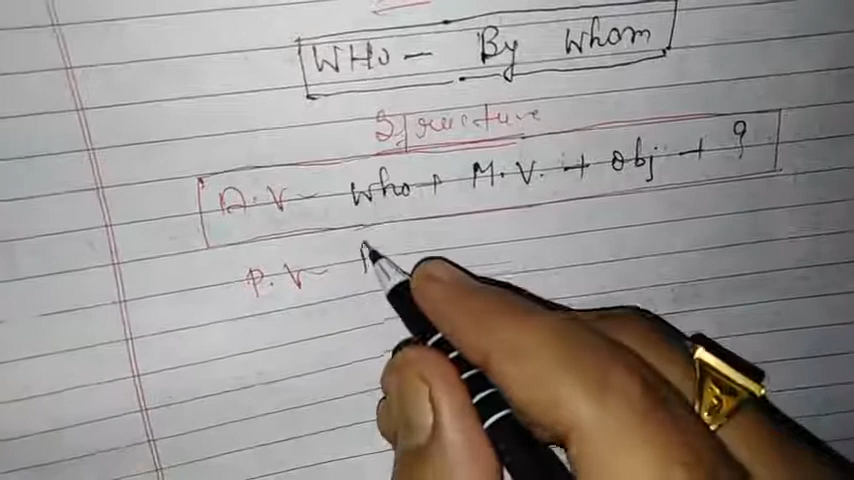 WHO - By whom
Structure
A.V - Who + M.V. + obj + ?
P.V -